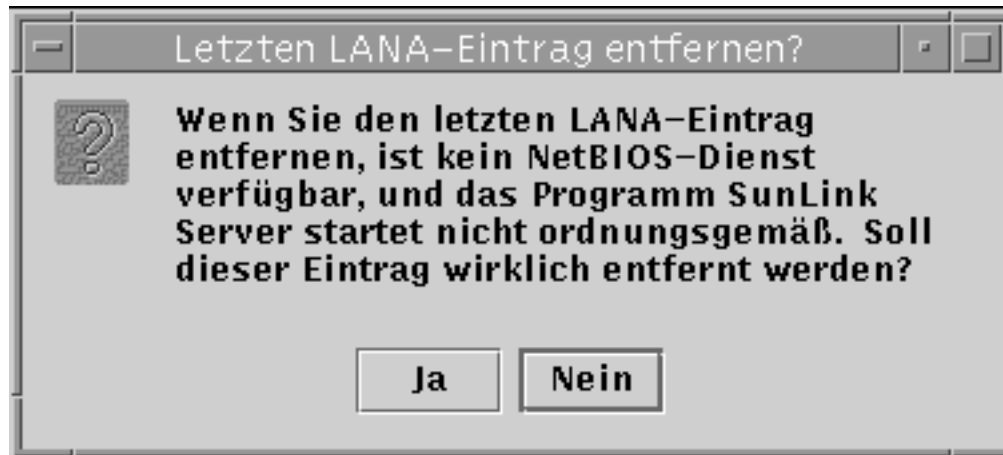 Letzten LANA-Eintrag entfernen?
Wenn Sie den letzten LANA-Eintrag
entfernen, ist kein NetBIOS-Dienst
verfügbar, und das Programm SunLink
Server startet nicht ordnungsgemäß. Soll
dieser Eintrag wirklich entfernt werden?
Ja Nein